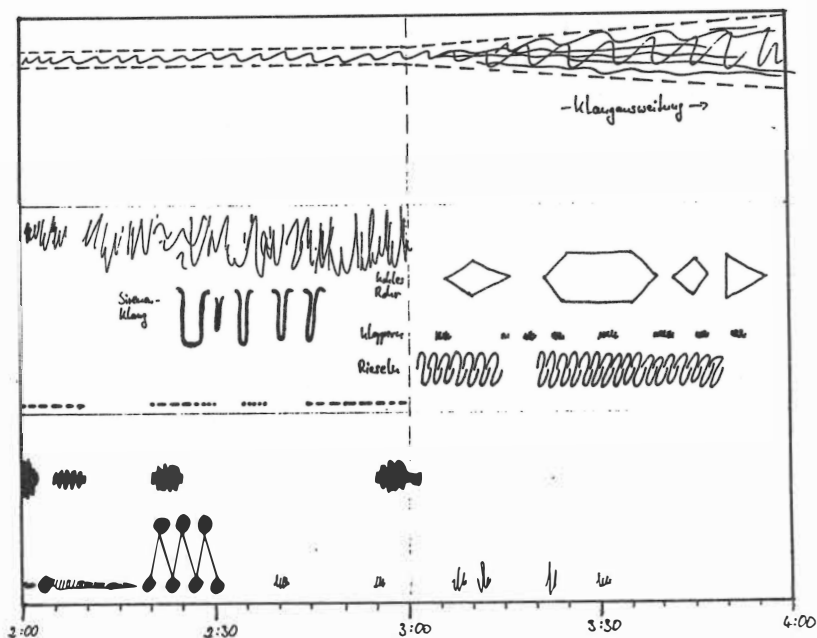 -Klangausweitung→
hohles
Rohr
Sirenen-
klang
Klappern
Rieseln
2:00
2:30
3:00
3:30
4:00